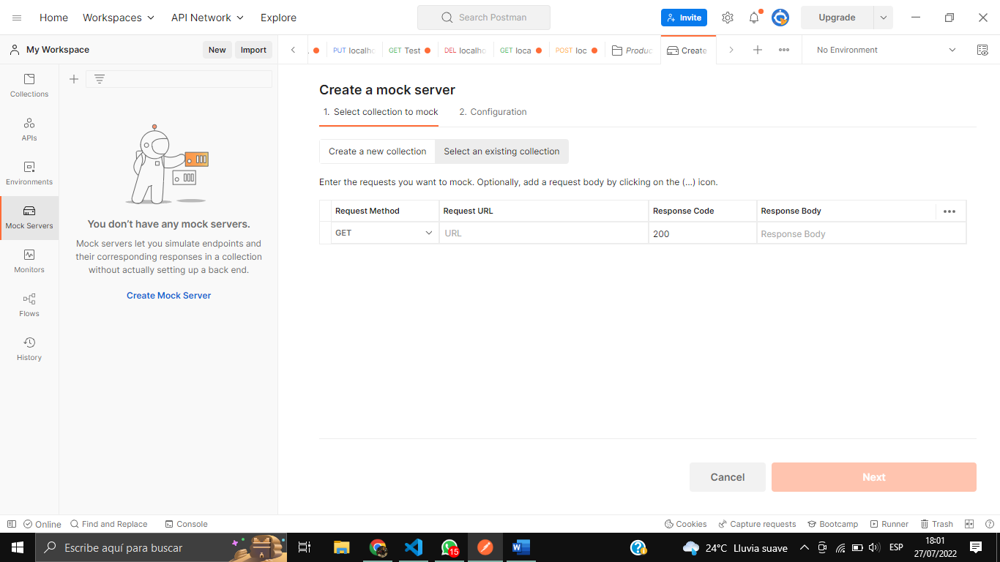 Home Workspaces API Network Explore Search Postman Invite Upgrade
My Workspace New Import PUT localho GET Test DEL localho GET loca POST loc Produc Create No Environment
Collections
APIs
Environments
Mock Servers
Monitors
Flows
History
You don't have any mock servers.
Mock servers let you simulate endpoints and
their corresponding responses in a collection
without actually setting up a back end.
Create Mock Server
Create a mock server
1. Select collection to mock 2. Configuration
Create a new collection Select an existing collection
Enter the requests you want to mock. Optionally, add a request body by clicking on the (...) icon.
Request Method Request URL Response Code Response Body
GET URL 200 Response Body
Cancel Next
Online Find and Replace Console Cookies Capture requests Bootcamp Runner Trash
Escribe aquí para buscar 15 24°C Lluvia suave ESP 18:01
27/07/2022